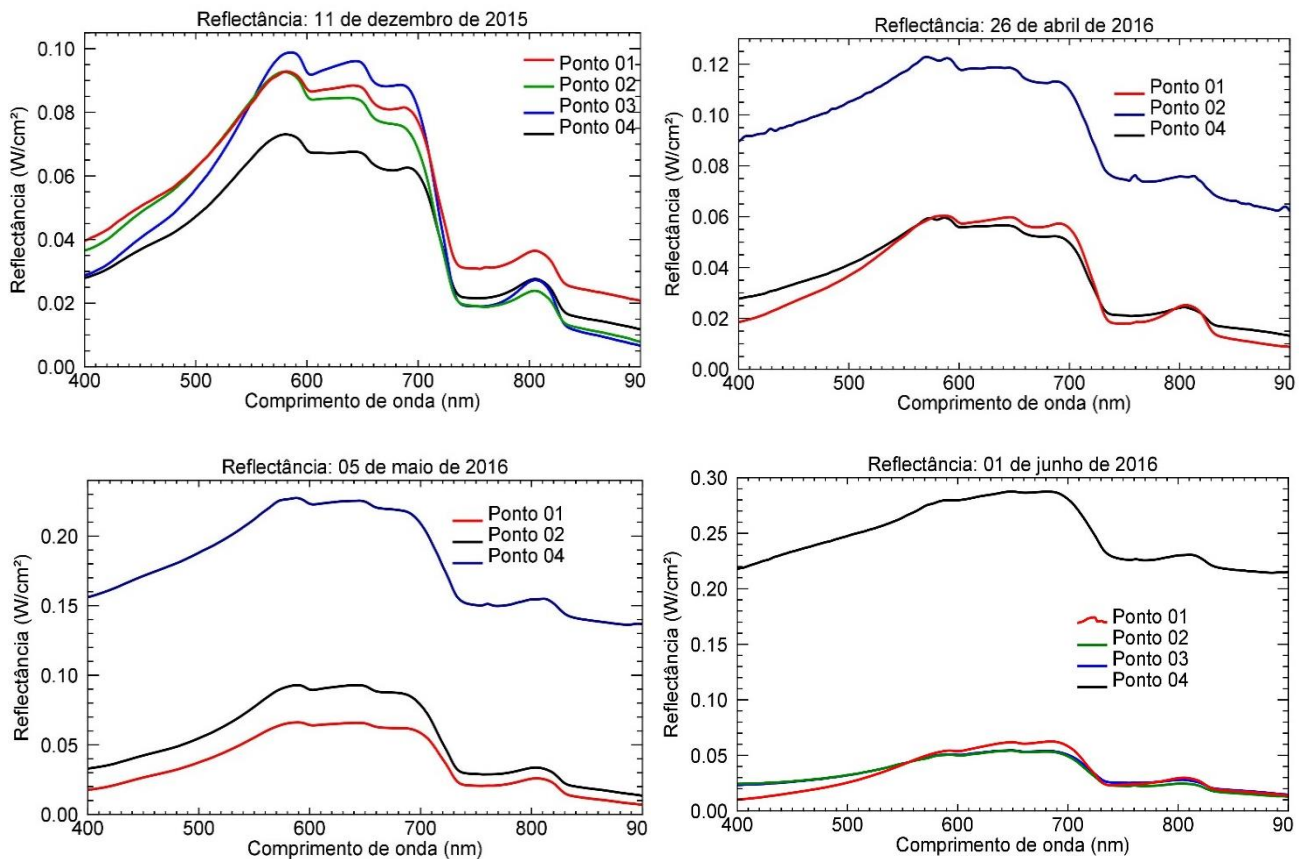 Reflectância: 11 de dezembro de 2015
Reflectância (W/cm²)
0.10
0.08
0.06
0.04
0.02
0.00
Ponto 01
Ponto 02
Ponto 03
Ponto 04
400 500 600 700 800 90
Comprimento de onda (nm)
Reflectância: 26 de abril de 2016
Reflectância (W/cm²)
0.12
0.10
0.08
0.06
0.04
0.02
0.00
Ponto 01
Ponto 02
Ponto 04
400 500 600 700 800 90
Comprimento de onda (nm)
Reflectância: 05 de maio de 2016
Reflectância (W/cm²)
0.20
0.15
0.10
0.05
0.00
Ponto 01
Ponto 02
Ponto 04
400 500 600 700 800 90
Comprimento de onda (nm)
Reflectância: 01 de junho de 2016
Reflectância (W/cm²)
0.30
0.25
0.20
0.15
0.10
0.05
0.00
Ponto 01
Ponto 02
Ponto 03
Ponto 04
400 500 600 700 800 90
Comprimento de onda (nm)